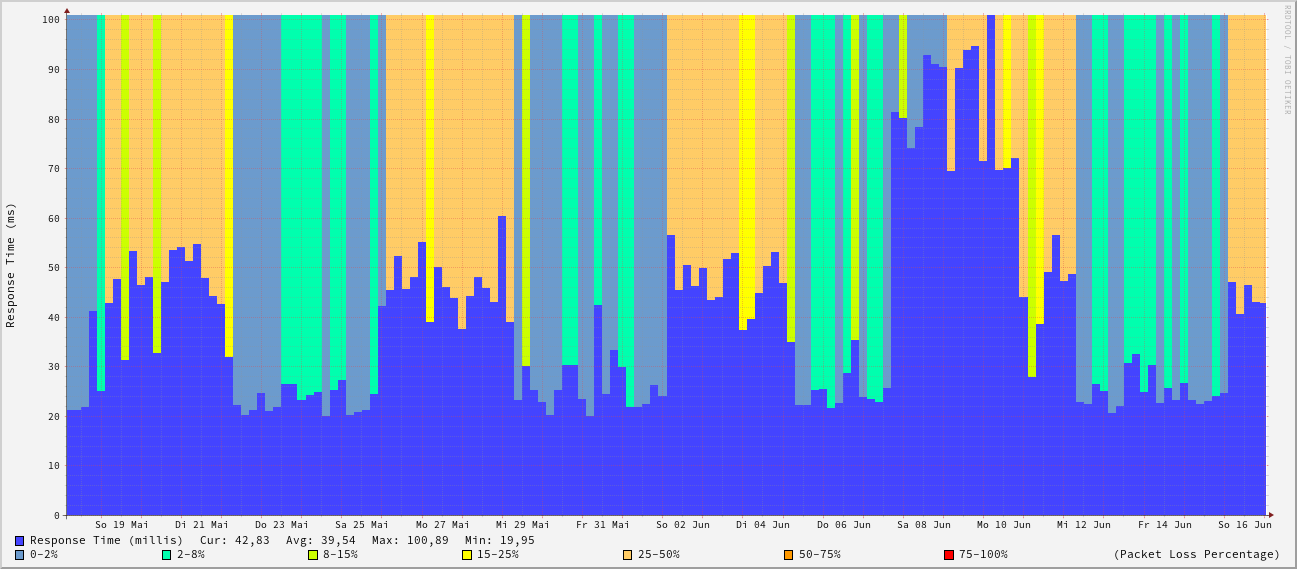 RRDTOOL / TOBI OETIKER
Response Time (ms)
100
90
80
70
60
50
40
30
20
10
0
So 19 Mai Di 21 Mai Do 23 Mai Sa 25 Mai Mo 27 Mai Mi 29 Mai Fr 31 Mai So 02 Jun Di 04 Jun Do 06 Jun Sa 08 Jun Mo 10 Jun Mi 12 Jun Fr 14 Jun So 16 Jun
Response Time (millis) Cur: 42,83 Avg: 39,54 Max: 100,89 Min: 19,95
0-2% 2-8% 8-15% 15-25% 25-50% 50-75% 75-100% (Packet Loss Percentage)